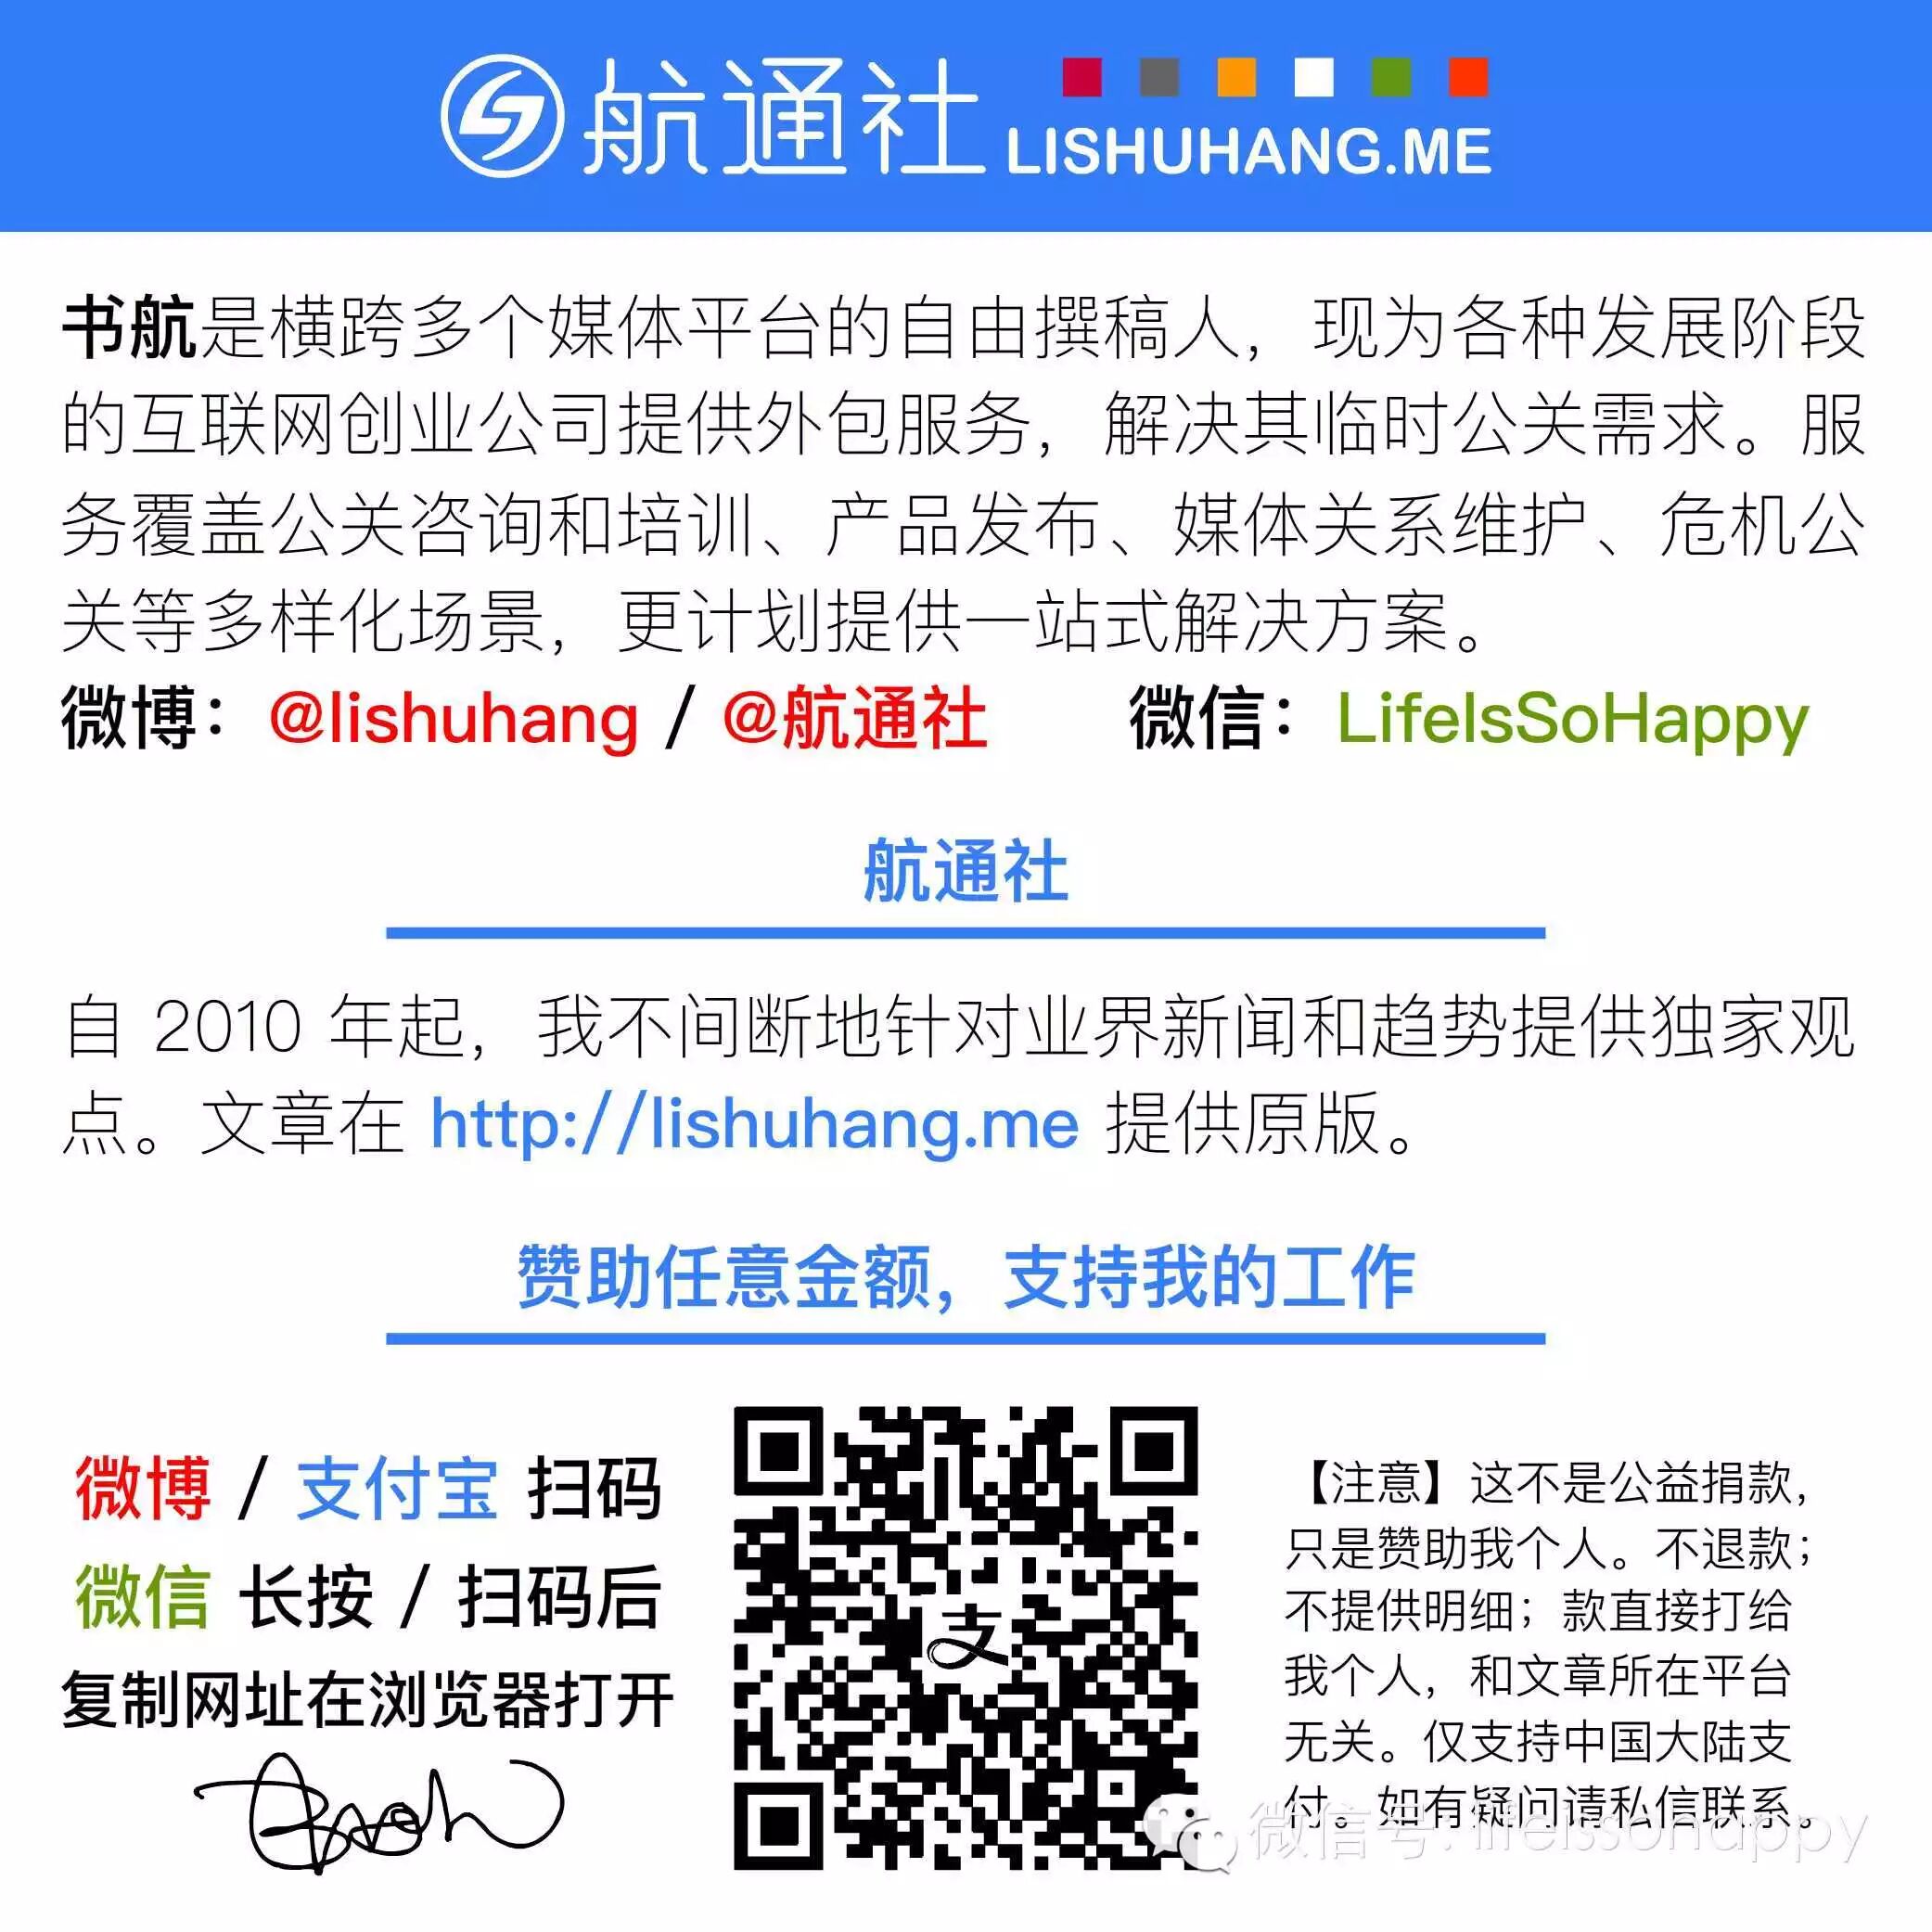 航通社 LISHUHANG.ME
书航是横跨多个媒体平台的自由撰稿人，现为各种发展阶段
的互联网创业公司提供外包服务，解决其临时公关需求。服
务覆盖公关咨询和培训、产品发布、媒体关系维护、危机公
关等多样化场景，更计划提供一站式解决方案。
微博：@lishuhang / @航通社 微信：LifeIsSoHappy
航通社
自 2010 年起，我不间断地针对业界新闻和趋势提供独家观
点。文章在 http://lishuhang.me 提供原版。
赞助任意金额，支持我的工作
微博 / 支付宝 扫码
微信 长按 / 扫码后
复制网址在浏览器打开
支
【注意】这不是公益捐款，
只是赞助我个人。不退款；
不提供明细；款直接打给
我个人，和文章所在平台
无关。仅支持中国大陆支
付。如有疑问请私信联系。
微信号: lifeissohappy